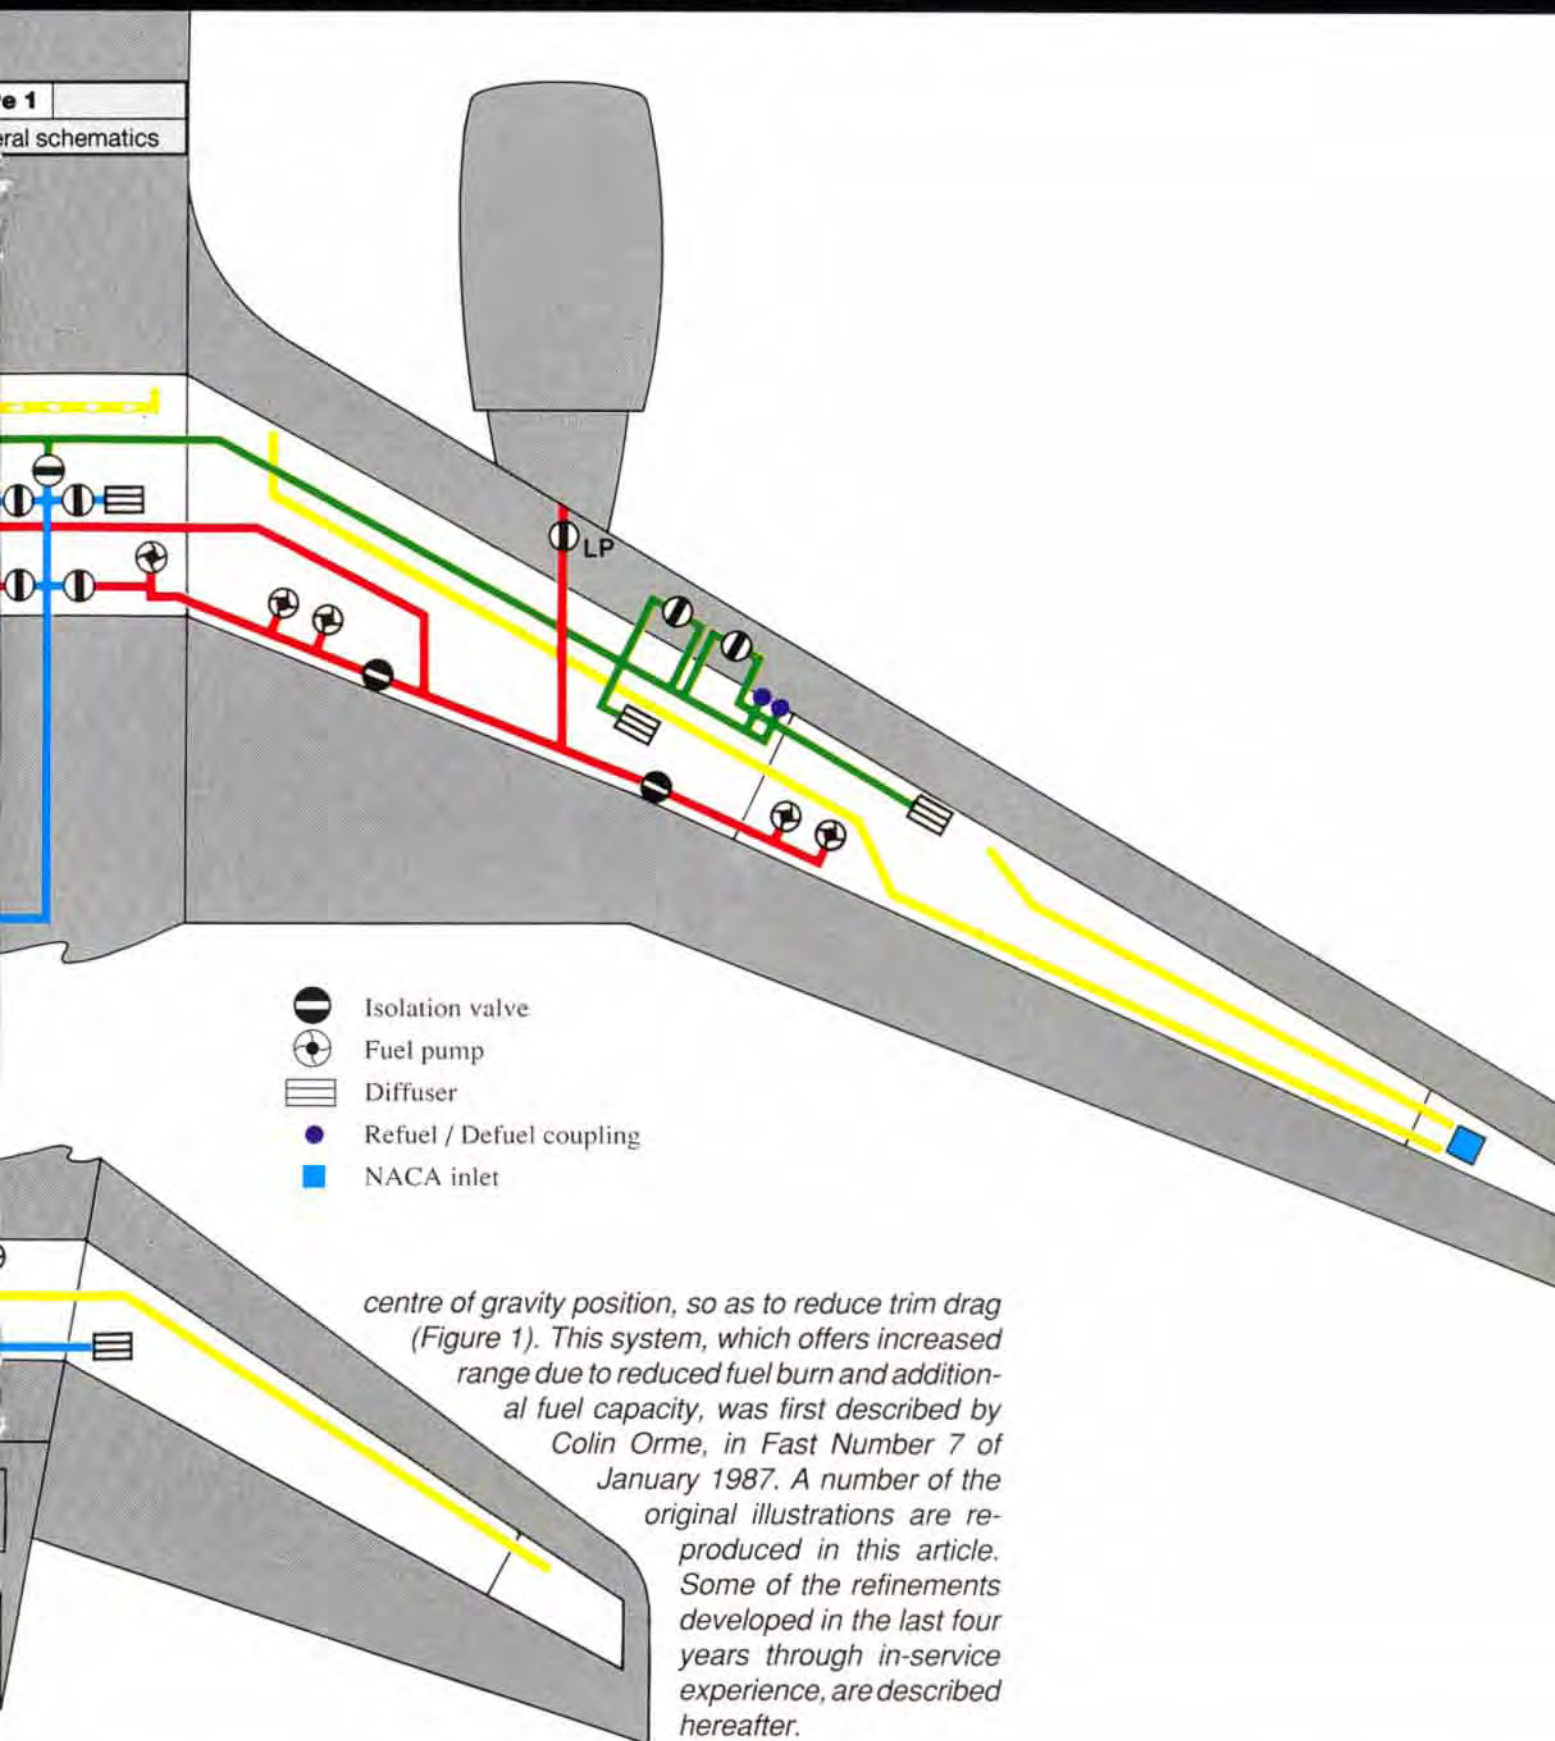 e 1
eral schematics
LP
Isolation valve
Fuel pump
Diffuser
Refuel / Defuel coupling
NACA inlet
centre of gravity position, so as to reduce trim drag
(Figure 1). This system, which offers increased
range due to reduced fuel burn and addition-
al fuel capacity, was first described by
Colin Orme, in Fast Number 7 of
January 1987. A number of the
original illustrations are re-
produced in this article.
Some of the refinements
developed in the last four
years through in-service
experience, are described
hereafter.